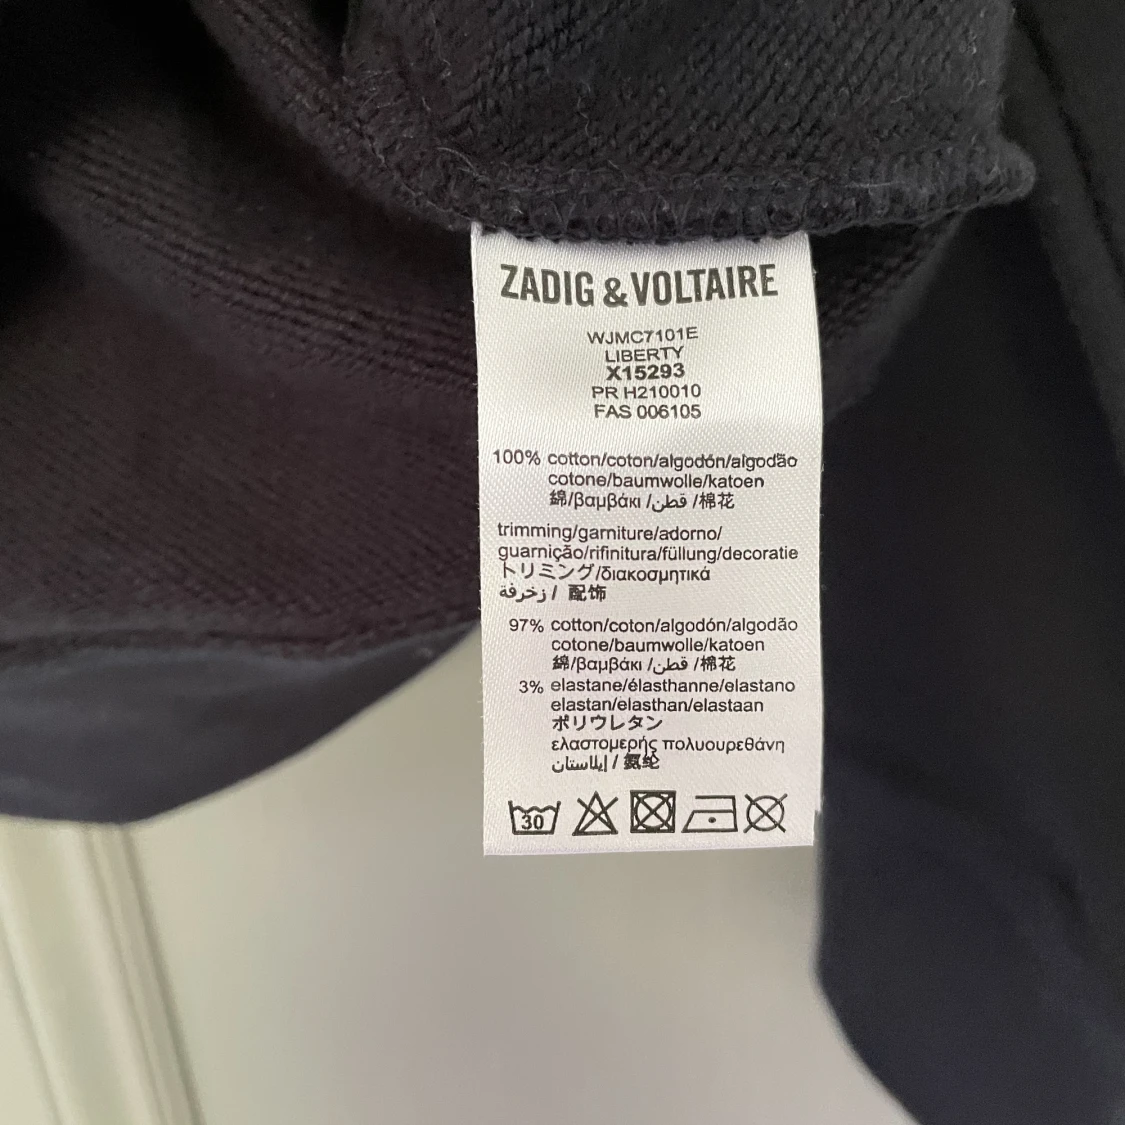 ZADIG & VOLTAIRE
WJMC7101E
LIBERTY
X15293
PR H210010
FAS 006105
100% cotton/coton/algodón/algodão
cotone/baumwolle/katoen
綿/βαμβάκι /قطن /棉花
trimming/garniture/adorno/
guarnição/rifinitura/füllung/decoratie
トリミング/διακοσμητικά
زخرفة / 配饰
97% cotton/coton/algodón/algodão
cotone/baumwolle/katoen
綿/βαμβάκι /قطن /棉花
3% elastane/élasthanne/elastano
elastan/elasthan/elastaan
ポリウレタン
ελαστομερής πολυουρεθάνη
إيلاستان / 氨纶
30